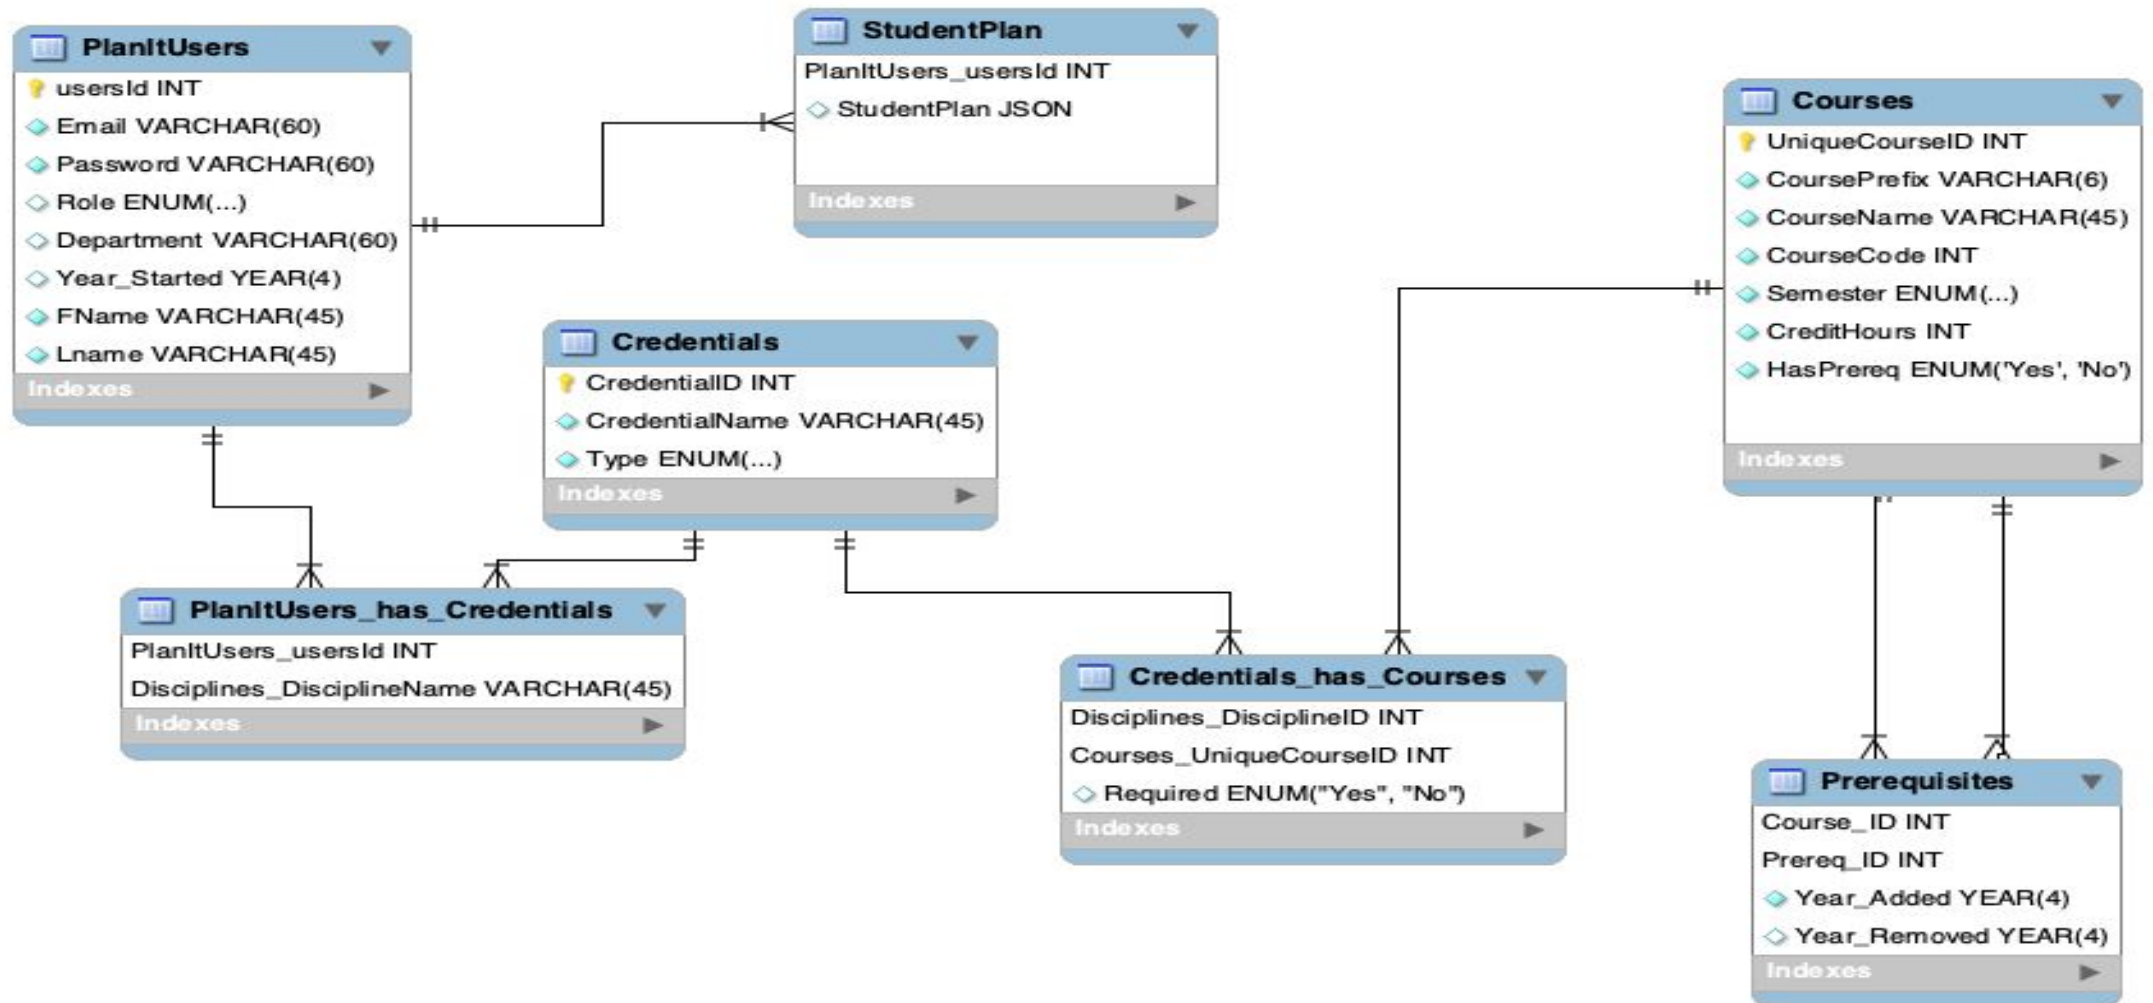 PlanItUsers
usersId INT
Email VARCHAR(60)
Password VARCHAR(60)
Role ENUM(...)
Department VARCHAR(60)
Year_Started YEAR(4)
FName VARCHAR(45)
Lname VARCHAR(45)
Indexes
StudentPlan
PlanItUsers_usersId INT
StudentPlan JSON
Indexes
Courses
UniqueCourseID INT
CoursePrefix VARCHAR(6)
CourseName VARCHAR(45)
CourseCode INT
Semester ENUM(...)
CreditHours INT
HasPrereq ENUM('Yes', 'No')
Indexes
Credentials
CredentialID INT
CredentialName VARCHAR(45)
Type ENUM(...)
Indexes
PlanItUsers_has_Credentials
PlanItUsers_usersId INT
Disciplines_DisciplineName VARCHAR(45)
Indexes
Credentials_has_Courses
Disciplines_DisciplineID INT
Courses_UniqueCourseID INT
Required ENUM("Yes", "No")
Indexes
Prerequisites
Course_ID INT
Prereq_ID INT
Year_Added YEAR(4)
Year_Removed YEAR(4)
Indexes